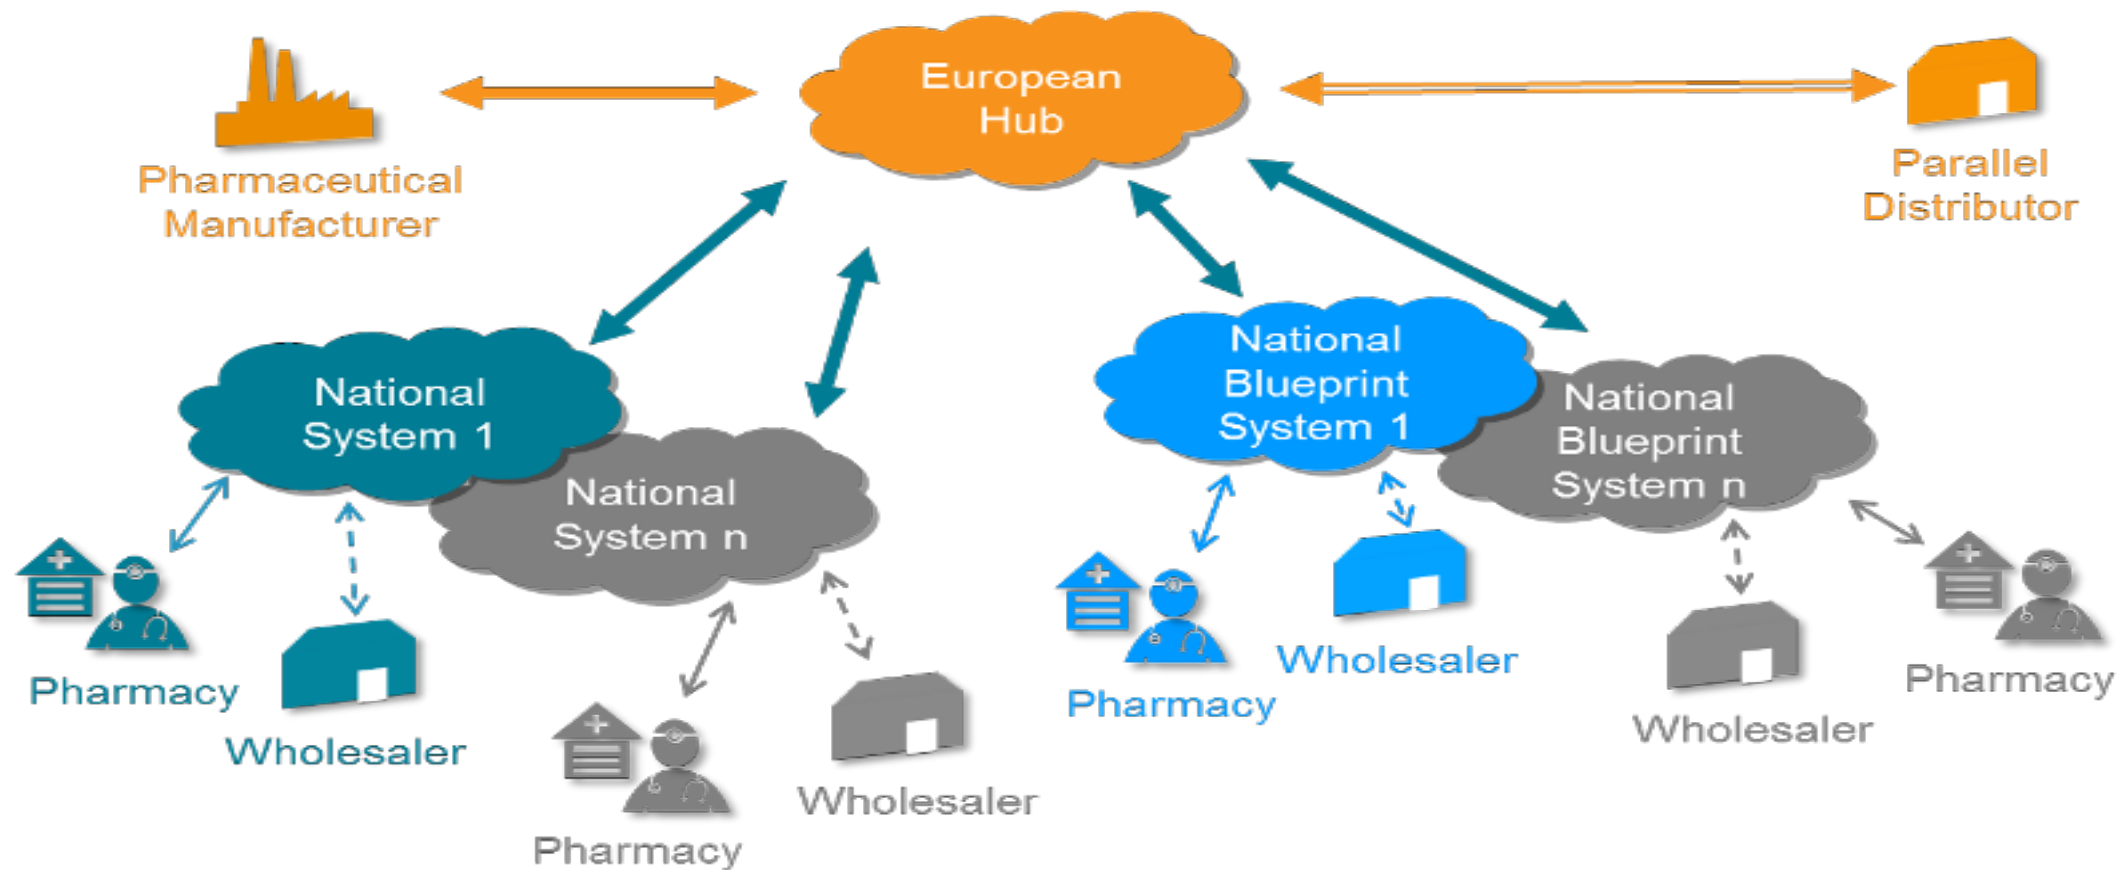 European
Hub
Pharmaceutical
Manufacturer
Parallel
Distributor
National
System 1
National
System n
National
Blueprint
System 1
National
Blueprint
System n
Pharmacy
Wholesaler
Pharmacy
Wholesaler
Pharmacy
Wholesaler
Wholesaler
Pharmacy